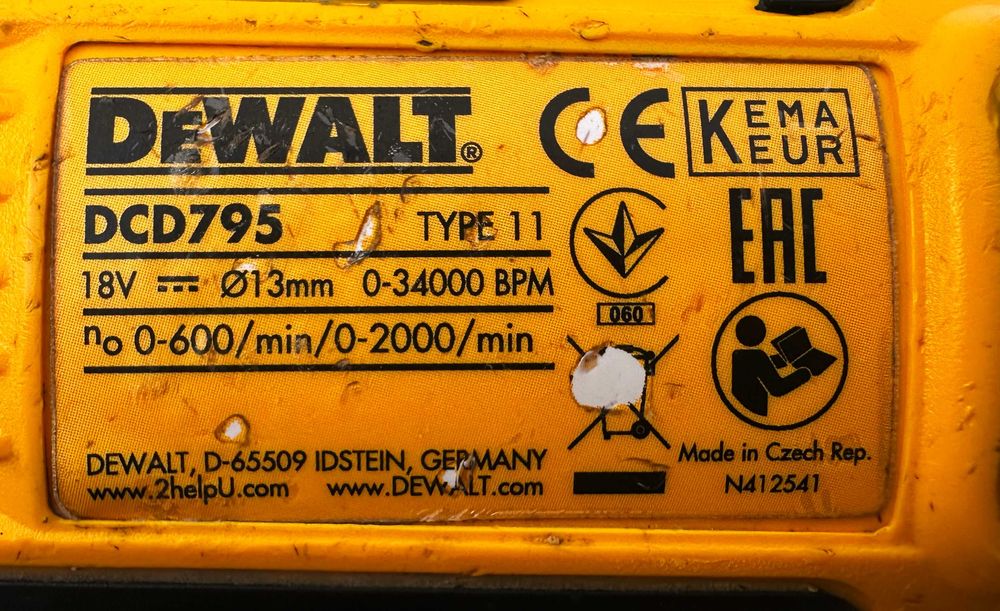 DEWALT®
DCD795 TYPE 11
18V ⎓ Ø13mm 0-34000 BPM
n₀ 0-600/min/0-2000/min
DEWALT, D-65509 IDSTEIN, GERMANY
www.2helpU.com www.DEWALT.com
CE
KEMA
KEUR
EAC
060
Made in Czech Rep.
N412541